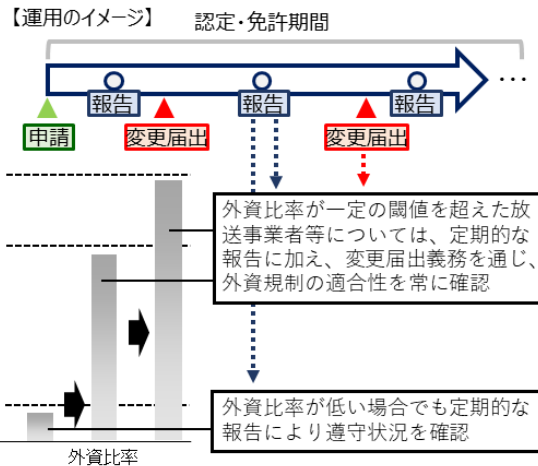 【運用のイメージ】
認定・免許期間
…
報告
報告
報告
申請
変更届出
変更届出
外資比率が一定の閾値を超えた放
送事業者等については、定期的な
報告に加え、変更届出義務を通じ、
外資規制の適合性を常に確認
外資比率が低い場合でも定期的な
報告により遵守状況を確認
外資比率